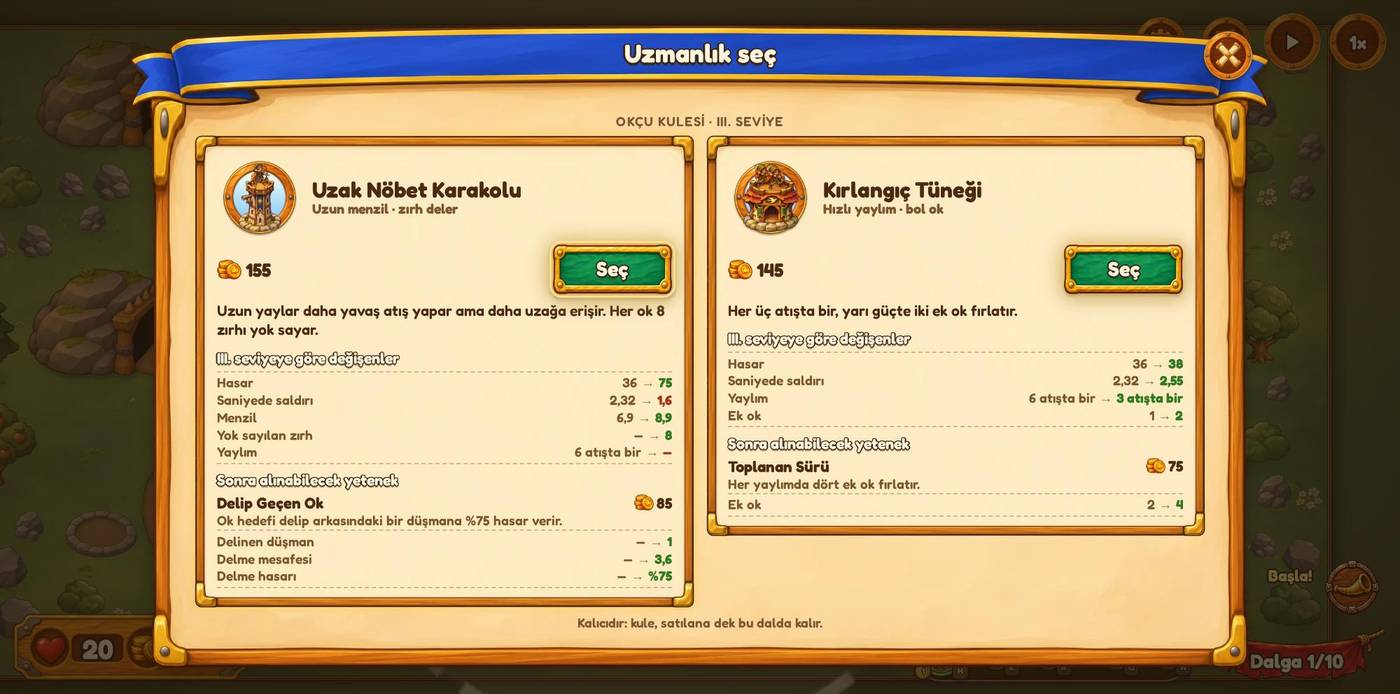 Uzmanlık seç
1x
OKÇU KULESİ · III. SEVİYE
Uzak Nöbet Karakolu
Uzun menzil · zırh deler
155
Seç
Uzun yaylar daha yavaş atış yapar ama daha uzağa erişir. Her ok 8
zırhı yok sayar.
III. seviyeye göre değişenler
Hasar 36 → 75
Saniyede saldırı 2,32 → 1,6
Menzil 6,9 → 8,9
Yok sayılan zırh – → 8
Yaylım 6 atışta bir → –
Sonra alınabilecek yetenek
Delip Geçen Ok 85
Ok hedefi delip arkasındaki bir düşmana %75 hasar verir.
Delinen düşman – → 1
Delme mesafesi – → 3,6
Delme hasarı – → %75
Kırlangıç Tüneği
Hızlı yaylım · bol ok
145
Seç
Her üç atışta bir, yarı güçte iki ek ok fırlatır.
III. seviyeye göre değişenler
Hasar 36 → 38
Saniyede saldırı 2,32 → 2,55
Yaylım 6 atışta bir → 3 atışta bir
Ek ok 1 → 2
Sonra alınabilecek yetenek
Toplanan Sürü 75
Her yaylımda dört ek ok fırlatır.
Ek ok 2 → 4
Kalıcıdır: kule, satılana dek bu dalda kalır.
Başla!
20
Dalga 1/10